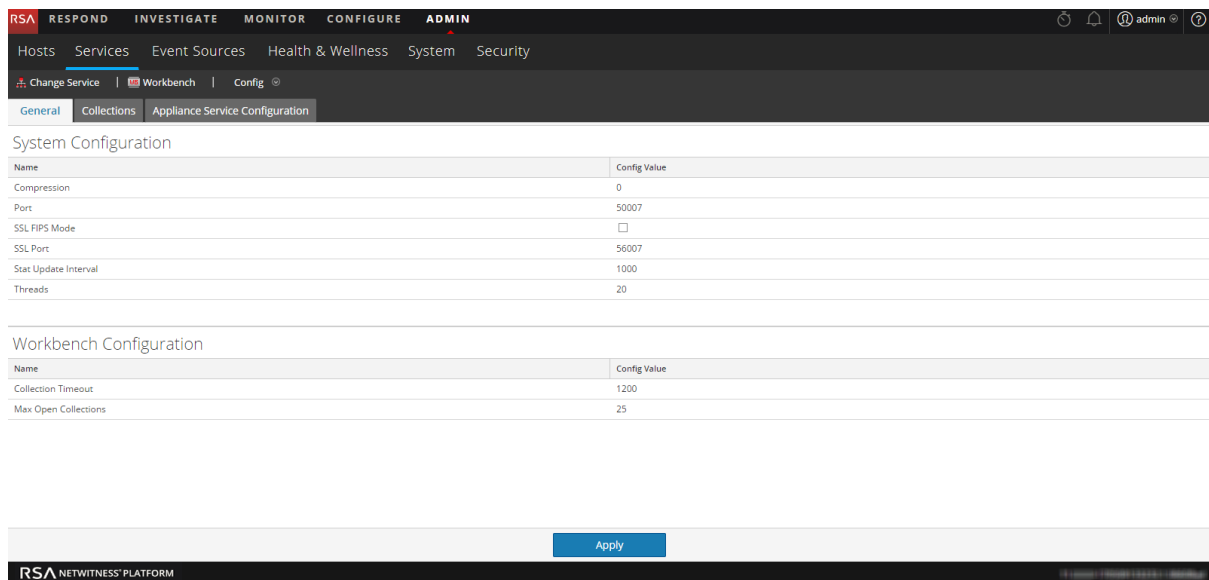 RSA RESPOND INVESTIGATE MONITOR CONFIGURE ADMIN admin
Hosts Services Event Sources Health & Wellness System Security
Change Service | Workbench | Config
General Collections Appliance Service Configuration
System Configuration
Name Config Value
Compression 0
Port 50007
SSL FIPS Mode
SSL Port 56007
Stat Update Interval 1000
Threads 20
Workbench Configuration
Name Config Value
Collection Timeout 1200
Max Open Collections 25
Apply
RSA NETWITNESS® PLATFORM